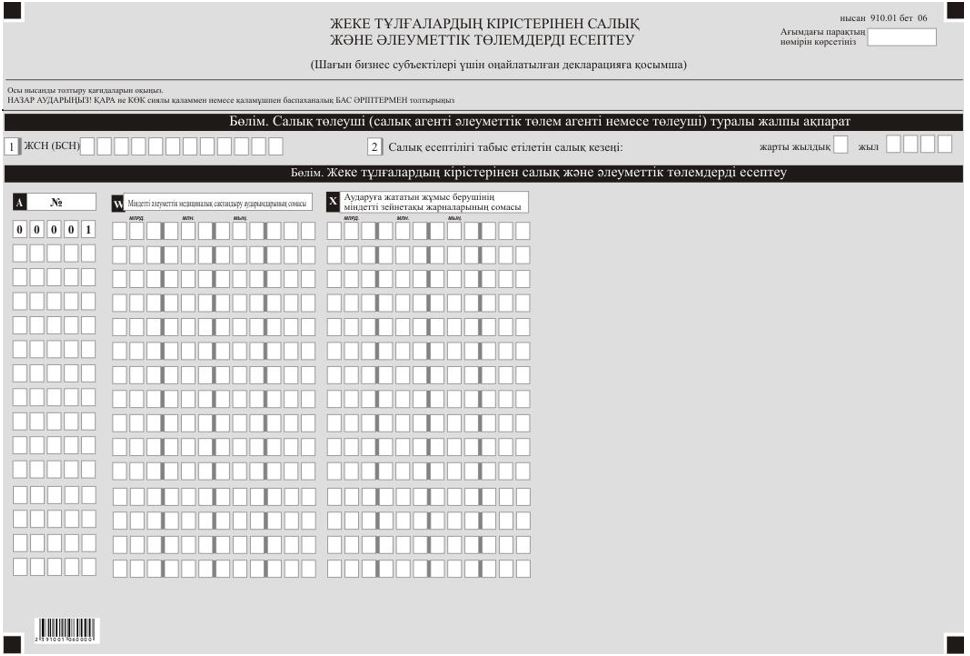 нысан 910.01 бет 06
ЖЕКЕ ТҰЛҒАЛАРДЫҢ КІРІСТЕРІНЕН САЛЫҚ
ЖӘНЕ ӘЛЕУМЕТТІК ТӨЛЕМДЕРДІ ЕСЕПТЕУ
Ағымдағы парақтың
нөмірін көрсетіңіз
(Шағын бизнес субъектілері үшін оңайлатылған декларацияға қосымша)
Осы нысанды толтыру қағидаларын оқыңыз.
НАЗАР АУДАРЫҢЫЗ! ҚАРА не КӨК сиялы қаламмен немесе қаламұшпен баспаханалық БАС ӘРІПТЕРМЕН толтырыңыз
Бөлім. Салық төлеуші (салық агенті әлеуметтік төлем агенті немесе төлеуші) туралы жалпы ақпарат
1 ЖСН (БСН) 2 Салық есептілігі табыс етілетін салық кезеңі: жарты жылдық жыл
Бөлім. Жеке тұлғалардың кірістерінен салық және әлеуметтік төлемдерді есептеу
A № W Міндетті әлеуметтік медициналық сақтандыру аударымдарының сомасы X Аударуға жататын жұмыс берушінің
міндетті зейнетақы жарналарының сомасы
млрд. млн. мың. млрд. млн. мың.
0 0 0 0 1